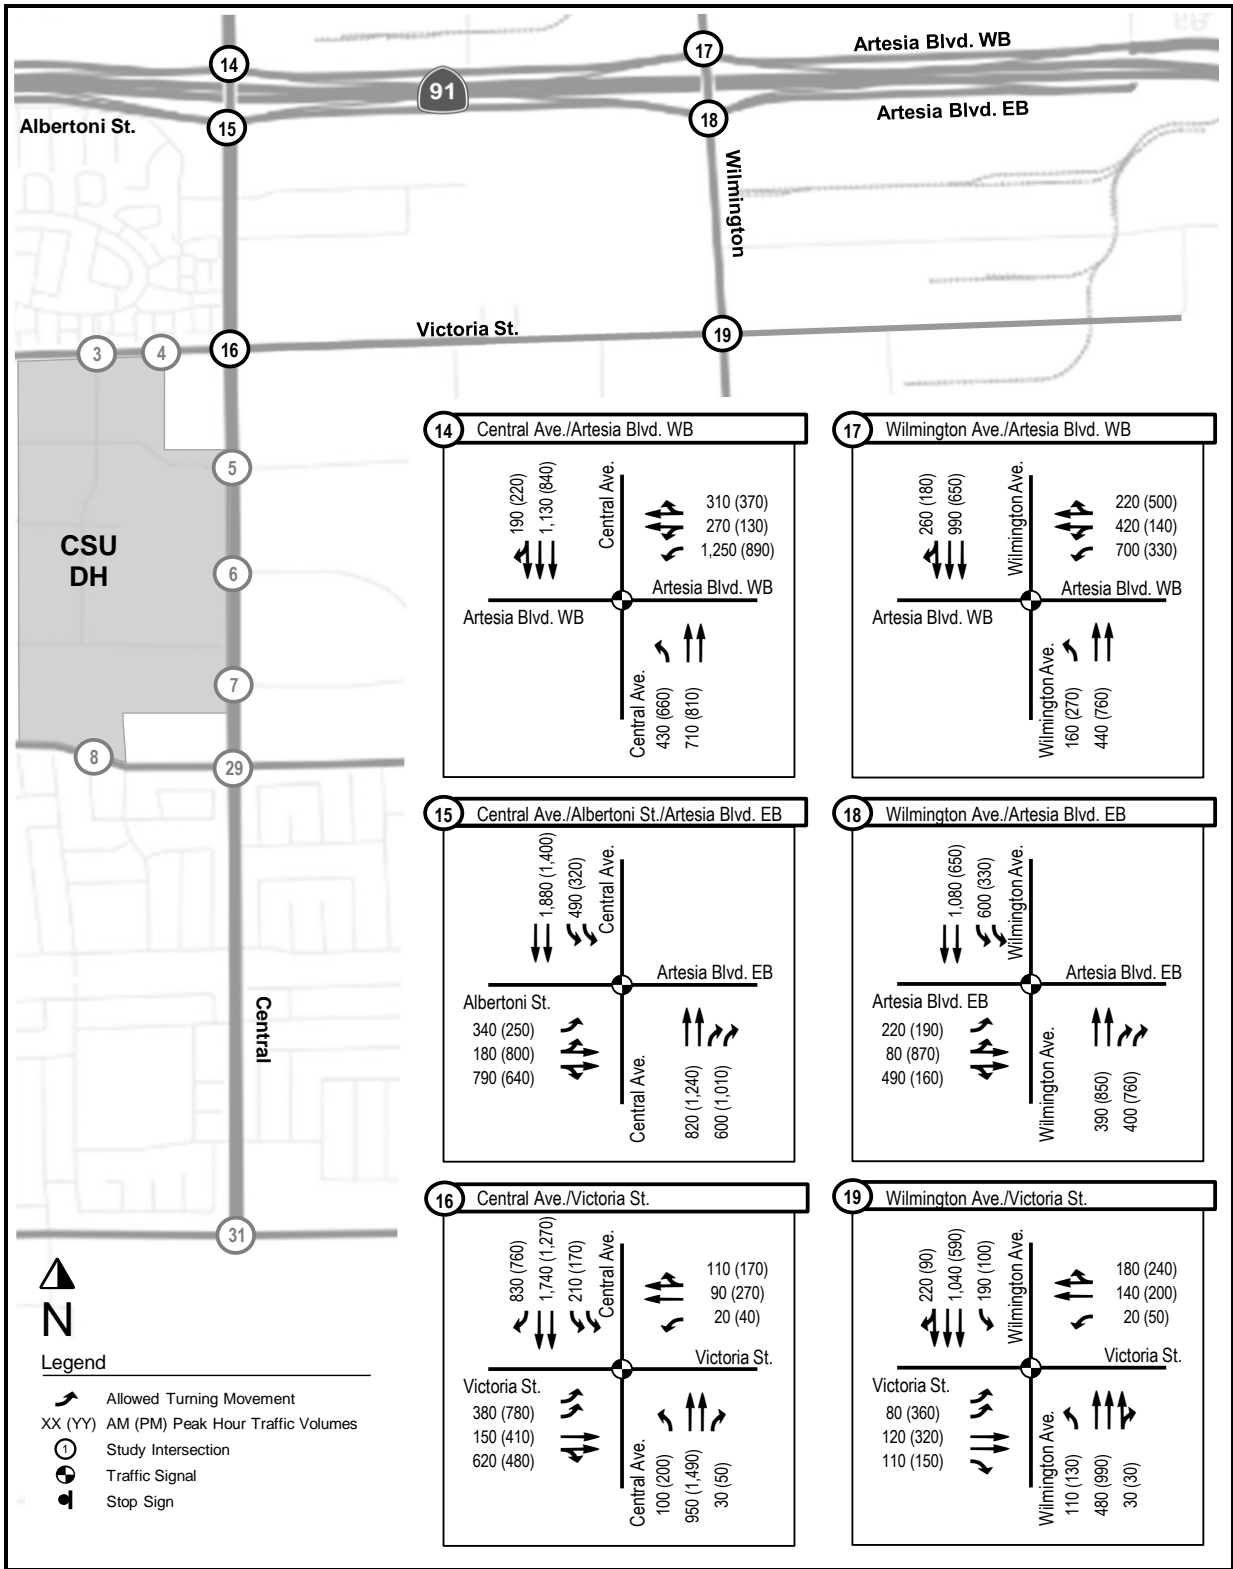 14
17
Artesia Blvd. WB
91
Artesia Blvd. EB
Albertoni St.
15
18
Wilmington
Victoria St.
3
4
16
19
5
CSU
DH
6
7
8
29
Central
31
N
Legend
Allowed Turning Movement
XX (YY) AM (PM) Peak Hour Traffic Volumes
1 Study Intersection
Traffic Signal
Stop Sign
14 Central Ave./Artesia Blvd. WB
190 (220)
1,130 (840)
Central Ave.
310 (370)
270 (130)
1,250 (890)
Artesia Blvd. WB
Artesia Blvd. WB
Central Ave.
430 (660)
710 (810)
17 Wilmington Ave./Artesia Blvd. WB
260 (180)
990 (650)
Wilmington Ave.
220 (500)
420 (140)
700 (330)
Artesia Blvd. WB
Artesia Blvd. WB
Wilmington Ave.
160 (270)
440 (760)
15 Central Ave./Albertoni St./Artesia Blvd. EB
1,880 (1,400)
490 (320)
Central Ave.
Artesia Blvd. EB
Albertoni St.
340 (250)
180 (800)
790 (640)
Central Ave.
820 (1,240)
600 (1,010)
18 Wilmington Ave./Artesia Blvd. EB
1,080 (650)
600 (330)
Wilmington Ave.
Artesia Blvd. EB
Artesia Blvd. EB
220 (190)
80 (870)
490 (160)
Wilmington Ave.
390 (850)
400 (760)
16 Central Ave./Victoria St.
830 (760)
1,740 (1,270)
210 (170)
Central Ave.
110 (170)
90 (270)
20 (40)
Victoria St.
Victoria St.
380 (780)
150 (410)
620 (480)
Central Ave.
100 (200)
950 (1,490)
30 (50)
19 Wilmington Ave./Victoria St.
220 (90)
1,040 (590)
190 (100)
Wilmington Ave.
180 (240)
140 (200)
20 (50)
Victoria St.
Victoria St.
80 (360)
120 (320)
110 (150)
Wilmington Ave.
110 (130)
480 (990)
30 (30)